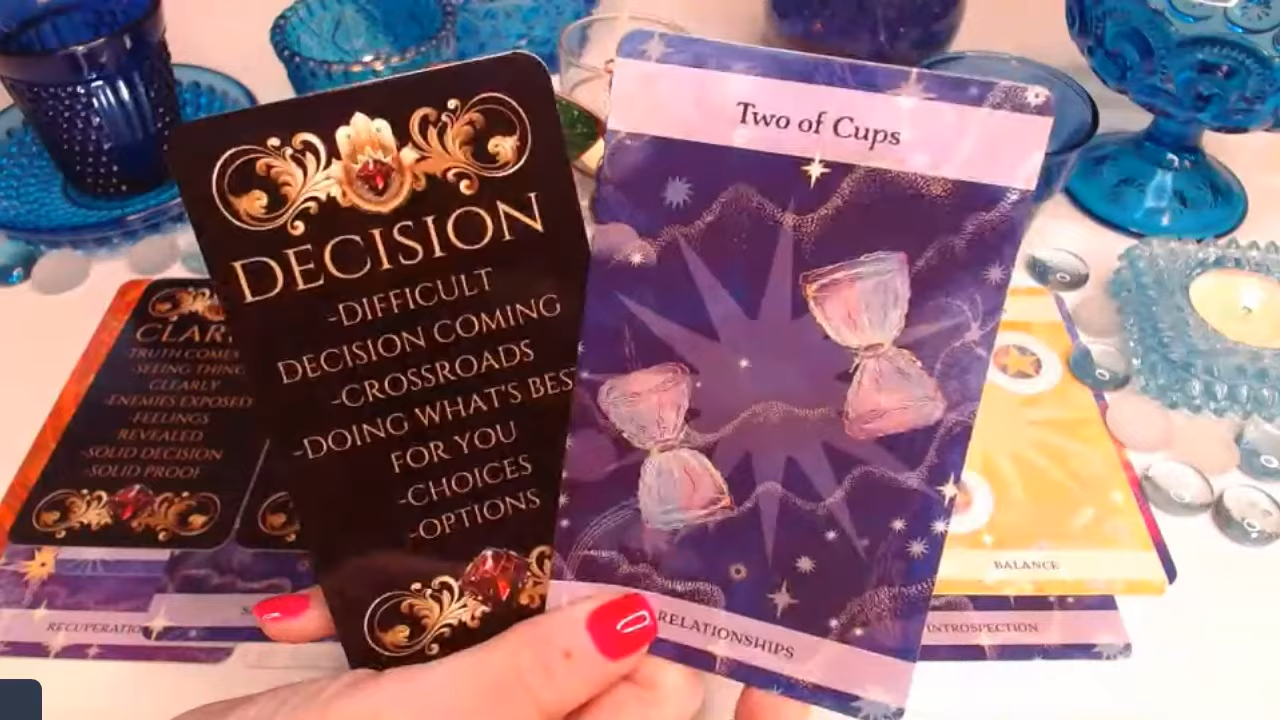 DECISION
-DIFFICULT
DECISION COMING
-CROSSROADS
-DOING WHAT'S BEST
FOR YOU
-CHOICES
-OPTIONS
Two of Cups
RELATIONSHIPS
TRUTH COMES
-SEEING THING
CLEARLY
-ENEMIES EXPOSED
-FEELINGS
REVEALED
-SOLID DECISION
-SOLID PROOF
BALANCE
INTROSPECTION